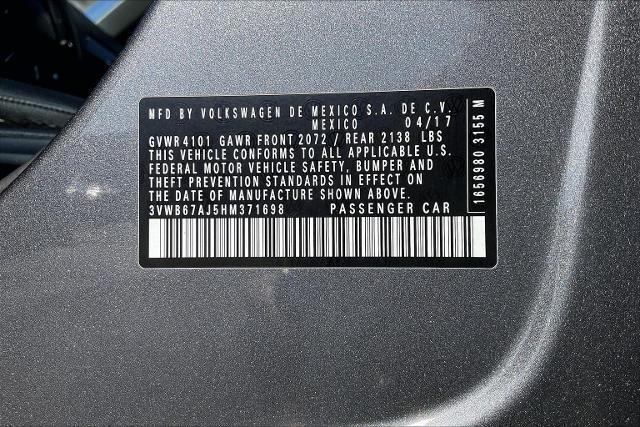 MFD BY VOLKSWAGEN DE MEXICO S.A. DE C.V.
MEXICO 04/17
GVWR 4101 GAWR FRONT 2072 / REAR 2138 LBS
THIS VEHICLE CONFORMS TO ALL APPLICABLE U.S.
FEDERAL MOTOR VEHICLE SAFETY, BUMPER AND
THEFT PREVENTION STANDARDS IN EFFECT ON
THE DATE OF MANUFACTURE SHOWN ABOVE.
3VWB67AJ5HM371698 PASSENGER CAR
1656980 3155 M